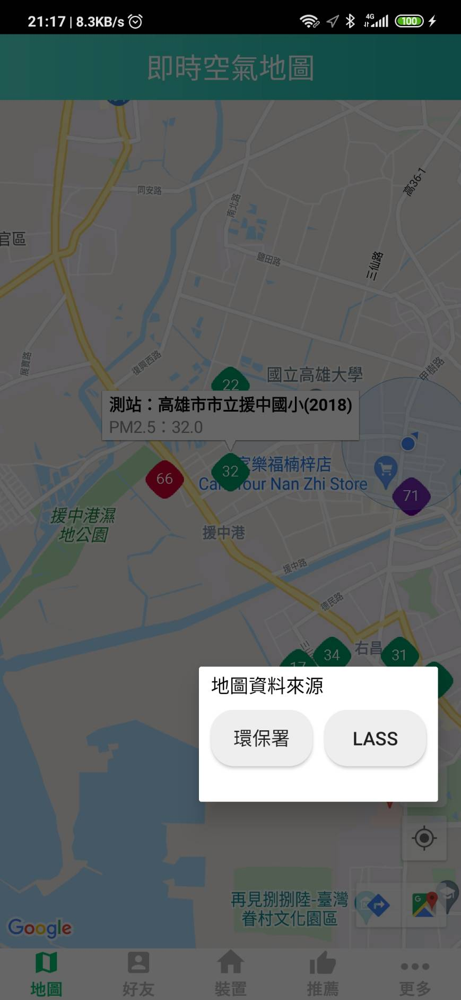 21:17 | 8.3KB/s
4G
100
即時空氣地圖
高36-1
同安路
南北路
官區
鹽田路
三仙路
展寶路
復興西路
甲樹路
22
國立高雄大學
測站：高雄市市立援中國小(2018)
PM2.5：32.0
66
32
家樂福楠梓店
Carrefour Nan Zhi Store
71
援中港濕
地公園
援中港
援中路
德民路
34
右昌
31
17
地圖資料來源
環保署
LASS
再見捌捌陸-臺灣
眷村文化園區
G
Google
地圖
好友
裝置
推薦
更多